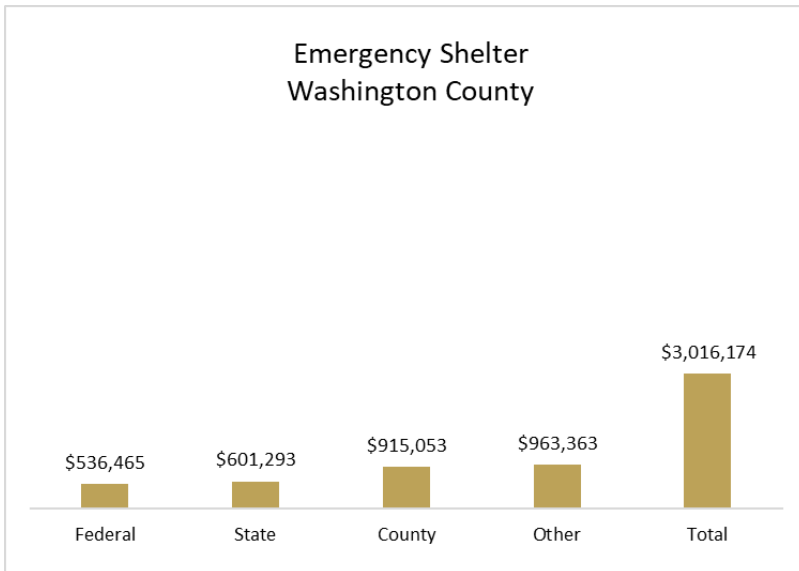 Emergency Shelter
Washington County
$3,016,174
$915,053
$963,363
$536,465
$601,293
Federal
State
County
Other
Total